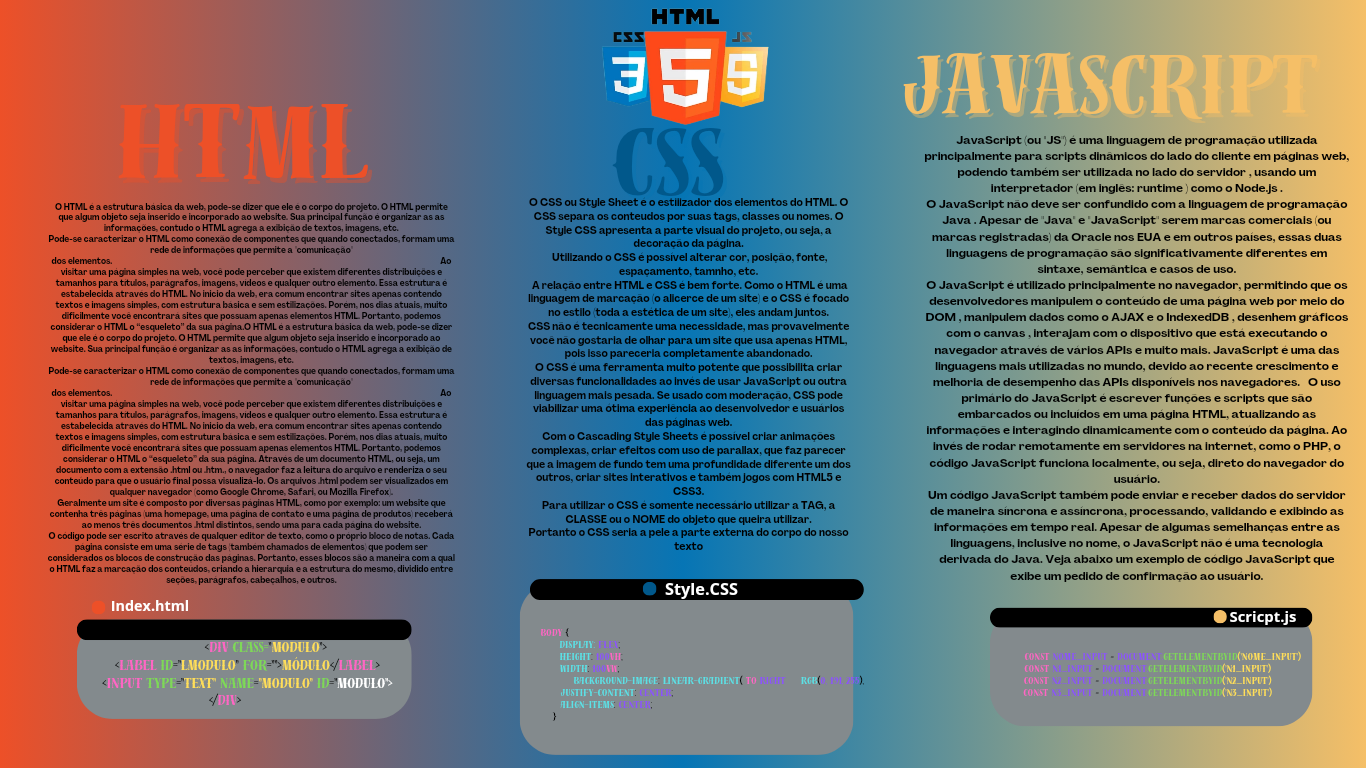 HTML
CSS
JS
HTML
O HTML é a estrutura básica da web, pode-se dizer que ele é o corpo do projeto. O HTML permite
que algum objeto seja inserido e incorporado ao website. Sua principal função é organizar as as
informações, contudo o HTML agrega a exibição de textos, imagens, etc.
Pode-se caracterizar o HTML como conexão de componentes que quando conectados, formam uma
rede de informações que permite a "comunicação"
dos elementos. Ao
visitar uma página simples na web, você pode perceber que existem diferentes distribuições e
tamanhos para títulos, parágrafos, imagens, vídeos e qualquer outro elemento. Essa estrutura é
estabelecida através do HTML. No início da web, era comum encontrar sites apenas contendo
textos e imagens simples, com estrutura básica e sem estilizações. Porém, nos dias atuais, muito
dificilmente você encontrará sites que possuam apenas elementos HTML. Portanto, podemos
considerar o HTML o "esqueleto" da sua página.O HTML é a estrutura básica da web, pode-se dizer
que ele é o corpo do projeto. O HTML permite que algum objeto seja inserido e incorporado ao
website. Sua principal função é organizar as as informações, contudo o HTML agrega a exibição de
textos, imagens, etc.
Pode-se caracterizar o HTML como conexão de componentes que quando conectados, formam uma
rede de informações que permite a "comunicação"
dos elementos. Ao
visitar uma página simples na web, você pode perceber que existem diferentes distribuições e
tamanhos para títulos, parágrafos, imagens, vídeos e qualquer outro elemento. Essa estrutura é
estabelecida através do HTML. No início da web, era comum encontrar sites apenas contendo
textos e imagens simples, com estrutura básica e sem estilizações. Porém, nos dias atuais, muito
dificilmente você encontrará sites que possuam apenas elementos HTML. Portanto, podemos
considerar o HTML o "esqueleto" da sua página. Através de um documento HTML, ou seja, um
documento com a extensão .html ou .htm., o navegador faz a leitura do arquivo e renderiza o seu
conteúdo para que o usuário final possa visualizá-lo. Os arquivos .html podem ser visualizados em
qualquer navegador (como Google Chrome, Safari, ou Mozilla Firefox).
Geralmente um site é composto por diversas páginas HTML, como por exemplo: um website que
contenha três páginas (uma homepage, uma página de contato e uma página de produtos) receberá
ao menos três documentos .html distintos, sendo uma para cada página do website.
O código pode ser escrito através de qualquer editor de texto, como o próprio bloco de notas. Cada
página consiste em uma série de tags (também chamados de elementos) que podem ser
considerados os blocos de construção das páginas. Portanto, esses blocos são a maneira com a qual
o HTML faz a marcação dos conteúdos, criando a hierarquia e a estrutura do mesmo, dividido entre
seções, parágrafos, cabeçalhos, e outros.
Index.html
<DIV CLASS="MODULO">
<LABEL ID="LMODULO" FOR="">MÓDULO</LABEL>
<INPUT TYPE="TEXT" NAME="MODULO" ID="MODULO">
</DIV>
CSS
O CSS ou Style Sheet é o estilizador dos elementos do HTML. O
CSS separa os conteúdos por suas tags, classes ou nomes. O
Style CSS apresenta a parte visual do projeto, ou seja, a
decoração da página.
Utilizando o CSS é possível alterar cor, posição, fonte,
espaçamento, tamnho, etc.
A relação entre HTML e CSS é bem forte. Como o HTML é uma
linguagem de marcação (o alicerce de um site) e o CSS é focado
no estilo (toda a estética de um site), eles andam juntos.
CSS não é tecnicamente uma necessidade, mas provavelmente
você não gostaria de olhar para um site que usa apenas HTML,
pois isso pareceria completamente abandonado.
O CSS é uma ferramenta muito potente que possibilita criar
diversas funcionalidades ao invés de usar JavaScript ou outra
linguagem mais pesada. Se usado com moderação, CSS pode
viabilizar uma ótima experiência ao desenvolvedor e usuários
das páginas web.
Com o Cascading Style Sheets é possível criar animações
complexas, criar efeitos com uso de parallax, que faz parecer
que a imagem de fundo tem uma profundidade diferente um dos
outros, criar sites interativos e também jogos com HTML5 e
CSS3.
Para utilizar o CSS é somente necessário utilizar a TAG, a
CLASSE ou o NOME do objeto que queira utilizar.
Portanto o CSS seria a pele a parte externa do corpo do nosso
texto
Style.CSS
BODY {
DISPLAY: FLEX;
HEIGHT: 100VH;
WIDTH: 100VW;
BACKGROUND-IMAGE: LINEAR-GRADIENT( TO RIGHT RGB(
JUSTIFY-CONTENT: CENTER;
ALIGN-ITEMS: CENTER;
}
JAVASCRIPT
JavaScript (ou "JS") é uma linguagem de programação utilizada
principalmente para scripts dinâmicos do lado do cliente em páginas web,
podendo também ser utilizada no lado do servidor , usando um
interpretador (em inglês: runtime ) como o Node.js .
O JavaScript não deve ser confundido com a linguagem de programação
Java . Apesar de "Java" e "JavaScript" serem marcas comerciais (ou
marcas registradas) da Oracle nos EUA e em outros países, essas duas
linguagens de programação são significativamente diferentes em
sintaxe, semântica e casos de uso.
O JavaScript é utilizado principalmente no navegador, permitindo que os
desenvolvedores manipulem o conteúdo de uma página web por meio do
DOM , manipulem dados como o AJAX e o IndexedDB , desenhem gráficos
com o canvas , interajam com o dispositivo que está executando o
navegador através de vários APIs e muito mais. JavaScript é uma das
linguagens mais utilizadas no mundo, devido ao recente crescimento e
melhoria de desempenho das APIs disponíveis nos navegadores. O uso
primário do JavaScript é escrever funções e scripts que são
embarcados ou incluídos em uma página HTML, atualizando as
informações e interagindo dinamicamente com o conteúdo da página. Ao
invés de rodar remotamente em servidores na internet, como o PHP, o
código JavaScript funciona localmente, ou seja, direto do navegador do
usuário.
Um código JavaScript também pode enviar e receber dados do servidor
de maneira síncrona e assíncrona, processando, validando e exibindo as
informações em tempo real. Apesar de algumas semelhanças entre as
linguagens, inclusive no nome, o JavaScript não é uma tecnologia
derivada do Java. Veja abaixo um exemplo de código JavaScript que
exibe um pedido de confirmação ao usuário.
Scricpt.js
CONST NOME_INPUT = DOCUMENT.GETELEMENTBYID("NOME_INPUT")
CONST N1_INPUT = DOCUMENT.GETELEMENTBYID("N1_INPUT")
CONST N2_INPUT = DOCUMENT.GETELEMENTBYID("N2_INPUT")
CONST N3_INPUT = DOCUMENT.GETELEMENTBYID("N3_INPUT")